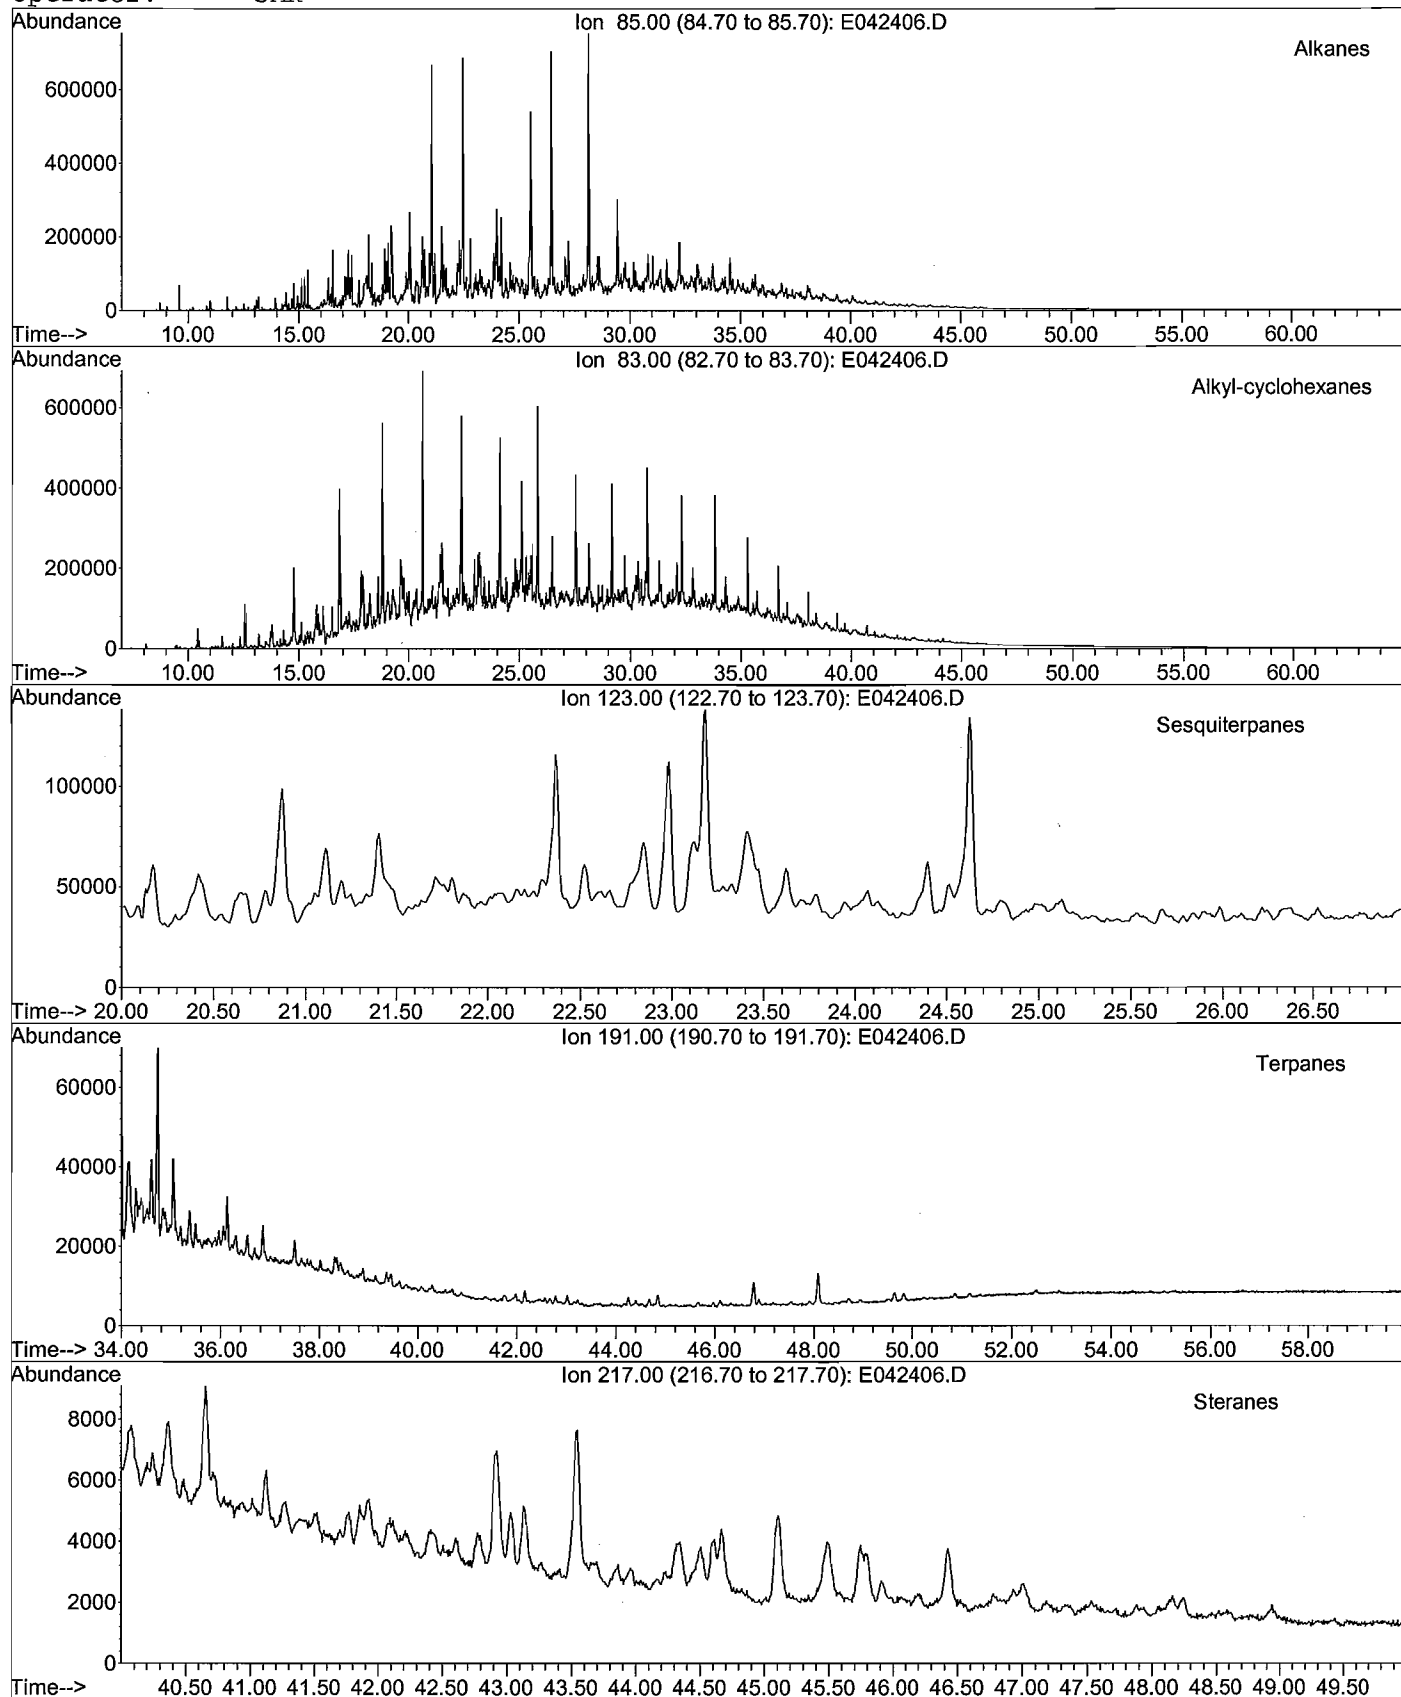 Abundance
Ion 85.00 (84.70 to 85.70): E042406.D
Alkanes
600000
400000
200000
0
Time--> 10.00 15.00 20.00 25.00 30.00 35.00 40.00 45.00 50.00 55.00 60.00
Abundance
Ion 83.00 (82.70 to 83.70): E042406.D
Alkyl-cyclohexanes
600000
400000
200000
0
Time--> 10.00 15.00 20.00 25.00 30.00 35.00 40.00 45.00 50.00 55.00 60.00
Abundance
Ion 123.00 (122.70 to 123.70): E042406.D
Sesquiterpanes
100000
50000
0
Time--> 20.00 20.50 21.00 21.50 22.00 22.50 23.00 23.50 24.00 24.50 25.00 25.50 26.00 26.50
Abundance
Ion 191.00 (190.70 to 191.70): E042406.D
Terpanes
60000
40000
20000
0
Time--> 34.00 36.00 38.00 40.00 42.00 44.00 46.00 48.00 50.00 52.00 54.00 56.00 58.00
Abundance
Ion 217.00 (216.70 to 217.70): E042406.D
Steranes
8000
6000
4000
2000
0
Time--> 40.50 41.00 41.50 42.00 42.50 43.00 43.50 44.00 44.50 45.00 45.50 46.00 46.50 47.00 47.50 48.00 48.50 49.00 49.50